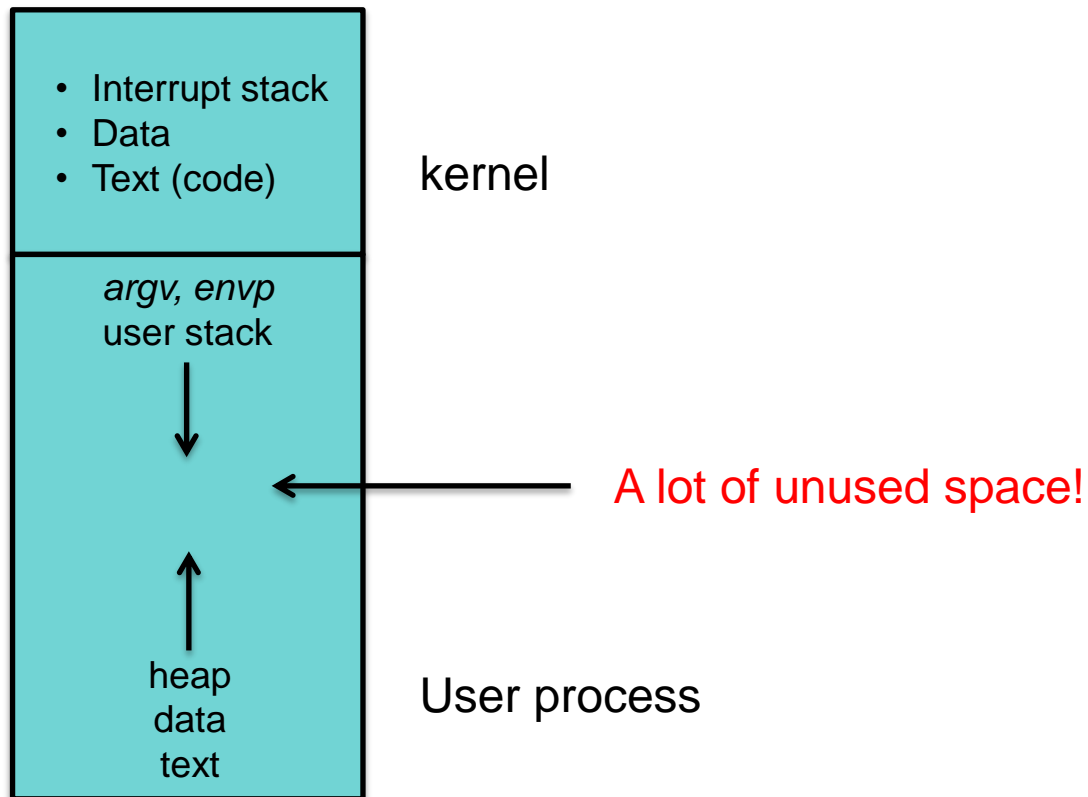 • Interrupt stack
• Data
• Text (code)
kernel
argv, envp
user stack
A lot of unused space!
heap
data
text
User process